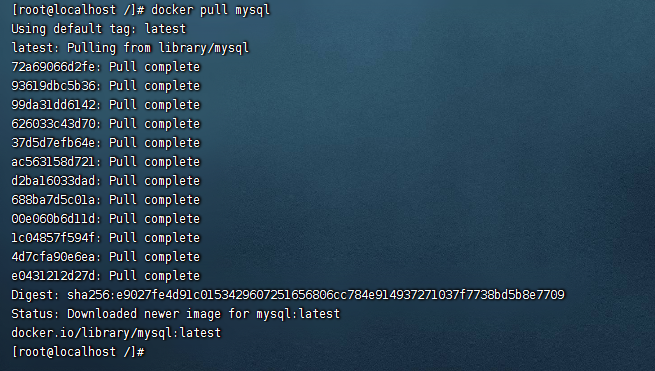 [root@localhost /]# docker pull mysql
Using default tag: latest
latest: Pulling from library/mysql
72a69066d2fe: Pull complete
93619dbc5b36: Pull complete
99da31dd6142: Pull complete
626033c43d70: Pull complete
37d5d7efb64e: Pull complete
ac563158d721: Pull complete
d2ba16033dad: Pull complete
688ba7d5c01a: Pull complete
00e060b6d11d: Pull complete
1c04857f594f: Pull complete
4d7cfa90e6ea: Pull complete
e0431212d27d: Pull complete
Digest: sha256:e9027fe4d91c0153429607251656806cc784e914937271037f7738bd5b8e7709
Status: Downloaded newer image for mysql:latest
docker.io/library/mysql:latest
[root@localhost /]#